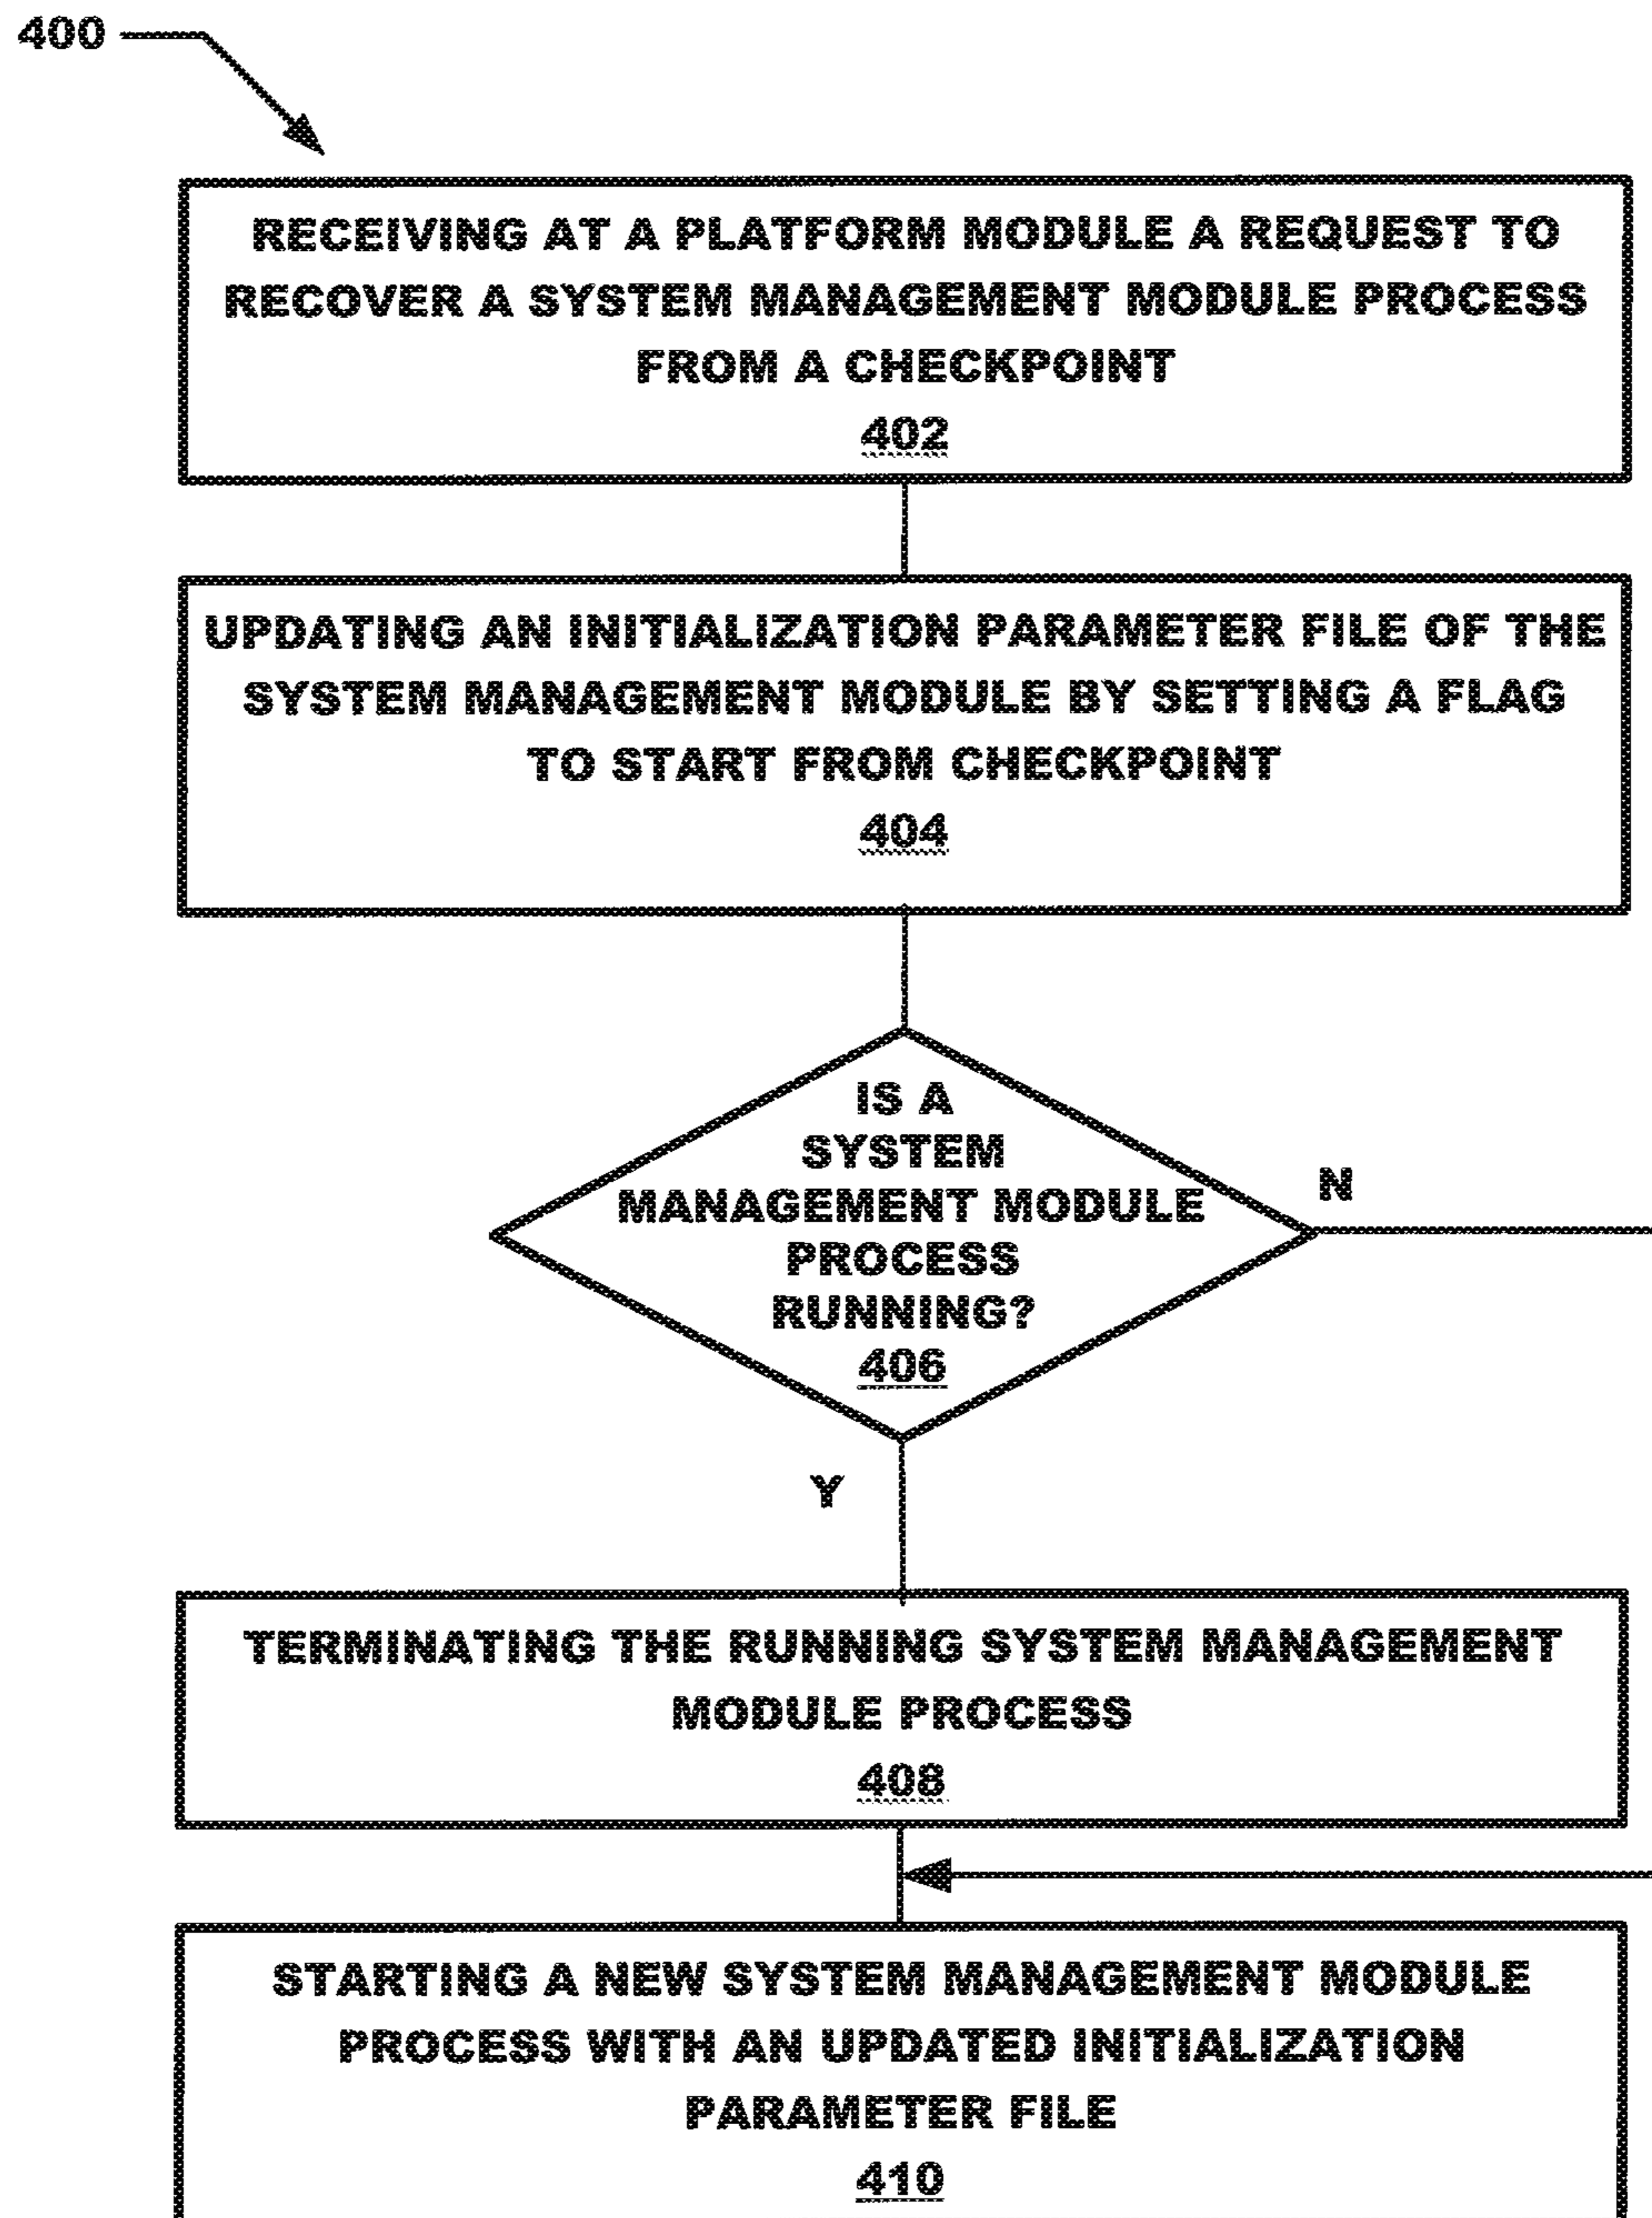 400
RECEIVING AT A PLATFORM MODULE A REQUEST TO
RECOVER A SYSTEM MANAGEMENT MODULE PROCESS
FROM A CHECKPOINT
402
UPDATING AN INITIALIZATION PARAMETER FILE OF THE
SYSTEM MANAGEMENT MODULE BY SETTING A FLAG
TO START FROM CHECKPOINT
404
IS A
SYSTEM
MANAGEMENT MODULE
PROCESS
RUNNING?
406
N
Y
TERMINATING THE RUNNING SYSTEM MANAGEMENT
MODULE PROCESS
408
STARTING A NEW SYSTEM MANAGEMENT MODULE
PROCESS WITH AN UPDATED INITIALIZATION
PARAMETER FILE
410